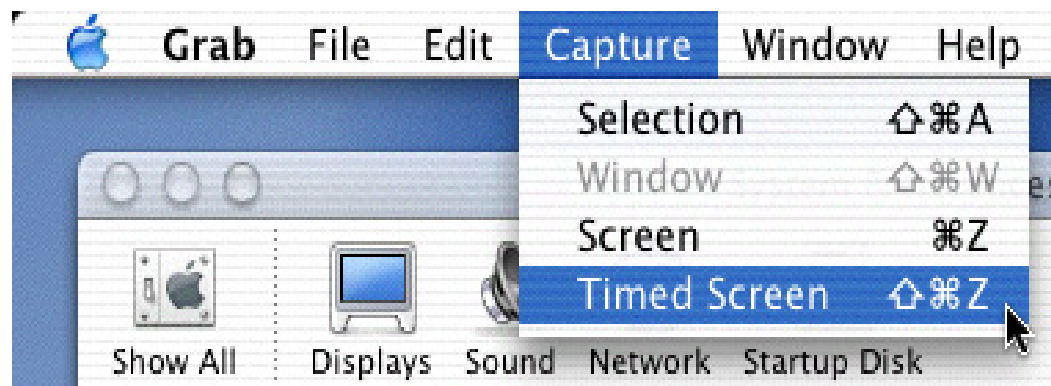 Grab File Edit Capture Window Help
Selection ⇧⌘A
Window ⇧⌘W
Screen ⌘Z
Timed Screen ⇧⌘Z
Show All Displays Sound Network Startup Disk